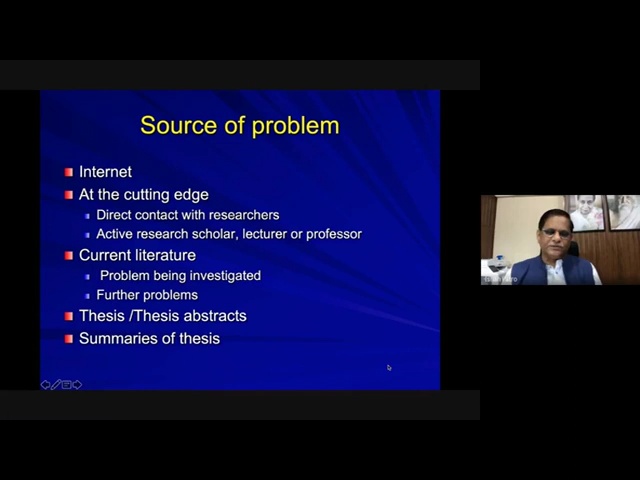 Source of problem
Internet
At the cutting edge
Direct contact with researchers
Active research scholar, lecturer or professor
Current literature
Problem being investigated
Further problems
Thesis /Thesis abstracts
Summaries of thesis